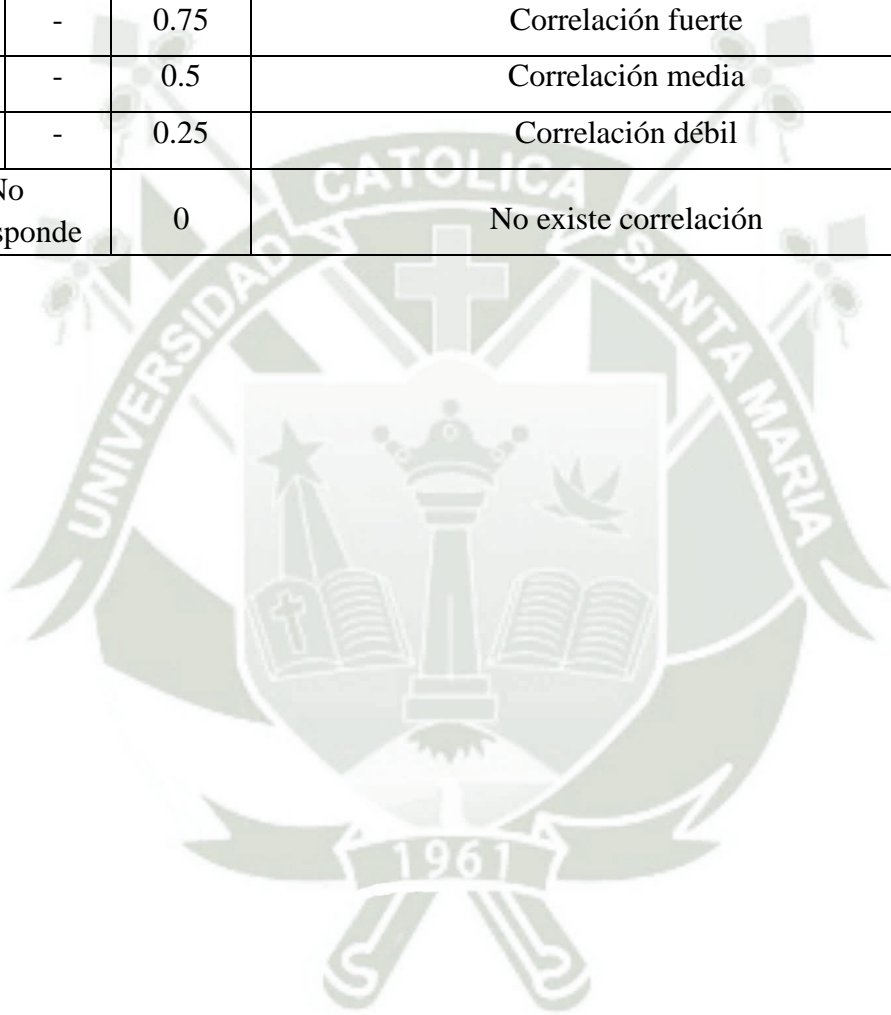 - 0.75 Correlación fuerte
- 0.5 Correlación media
- 0.25 Correlación débil
No
sponde 0 No existe correlación
UNIVERSIDAD CATOLICA SANTA MARIA
1961